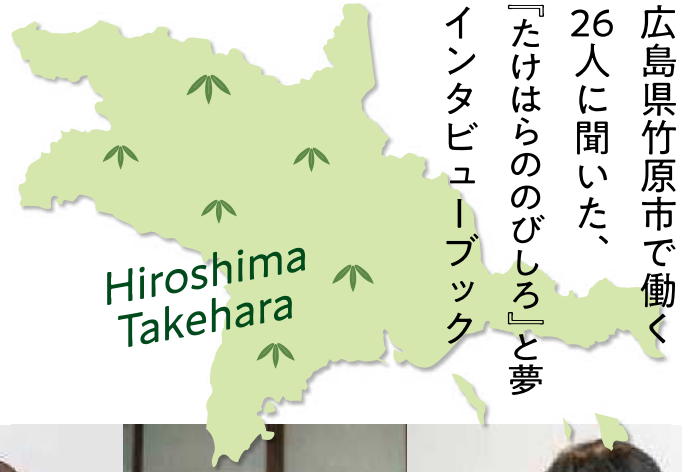 広島県竹原市で働く
26人に聞いた、
『たけはらののびしろ』と夢
インタビューブック
Hiroshima
Takehara